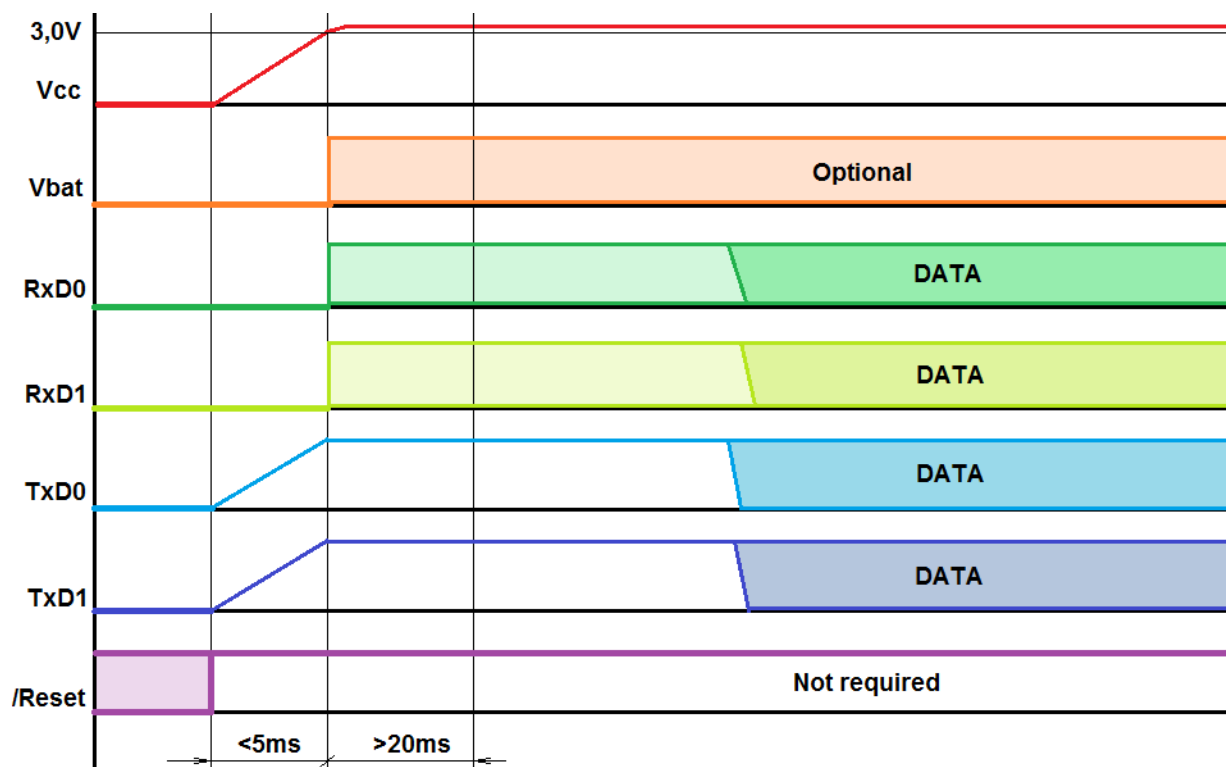 3,0V
Vcc
Vbat
Optional
RxD0
DATA
RxD1
DATA
TxD0
DATA
TxD1
DATA
/Reset
Not required
<5ms
>20ms